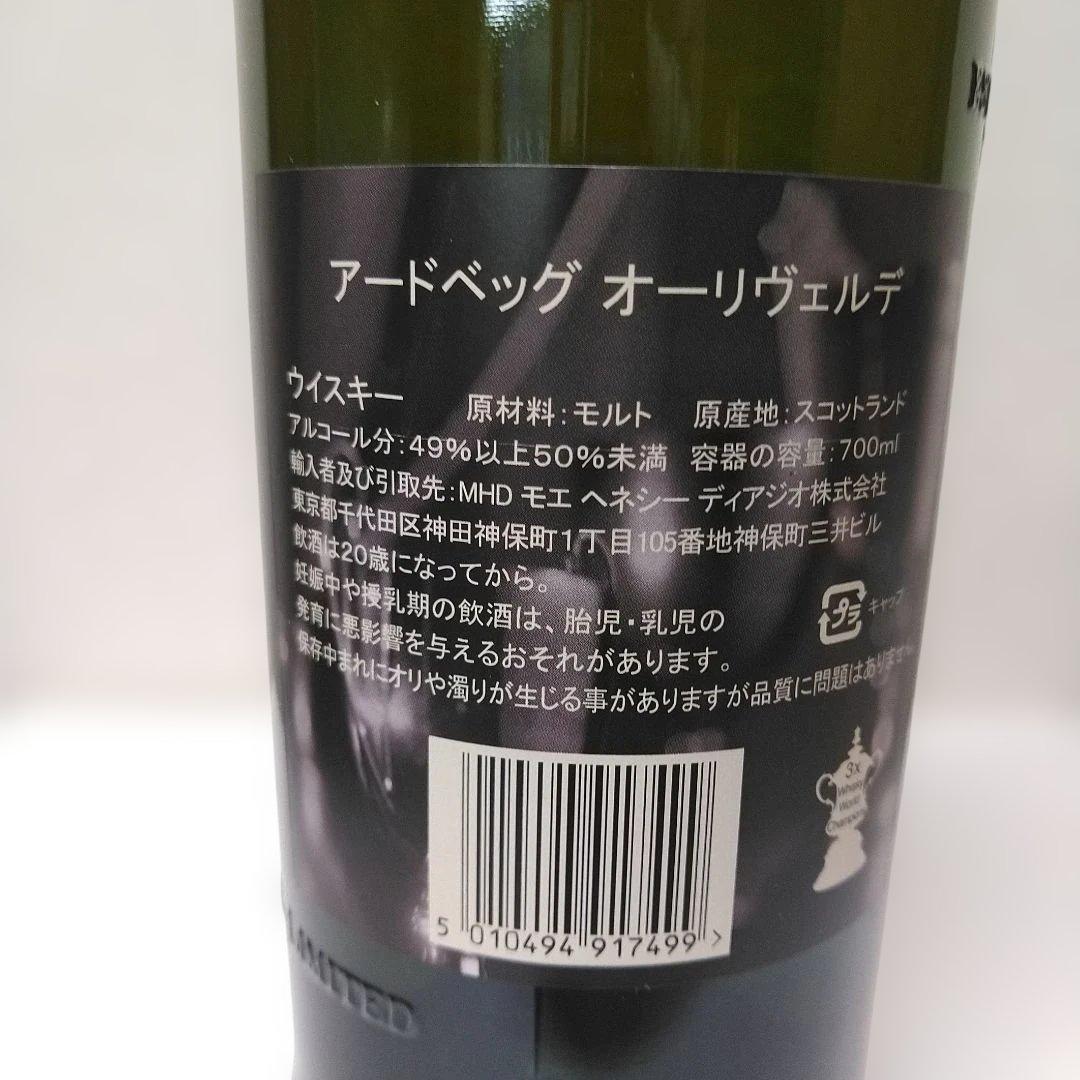 アードベッグ オーリヴェルデ
ウイスキー 原材料：モルト 原産地：スコットランド
アルコール分：49％以上50％未満 容器の容量：700ml
輸入者及び引取先：MHD モエ ヘネシー ディアジオ株式会社
東京都千代田区神田神保町1丁目105番地神保町三井ビル
飲酒は20歳になってから。
妊娠中や授乳期の飲酒は、胎児・乳児の
発育に悪影響を与えるおそれがあります。
プラ キャップ
保存中まれにオリや濁りが生じる事がありますが品質に問題はありません
3x
Whisky
World
Champions
5 010494 917499 >
LIMITED